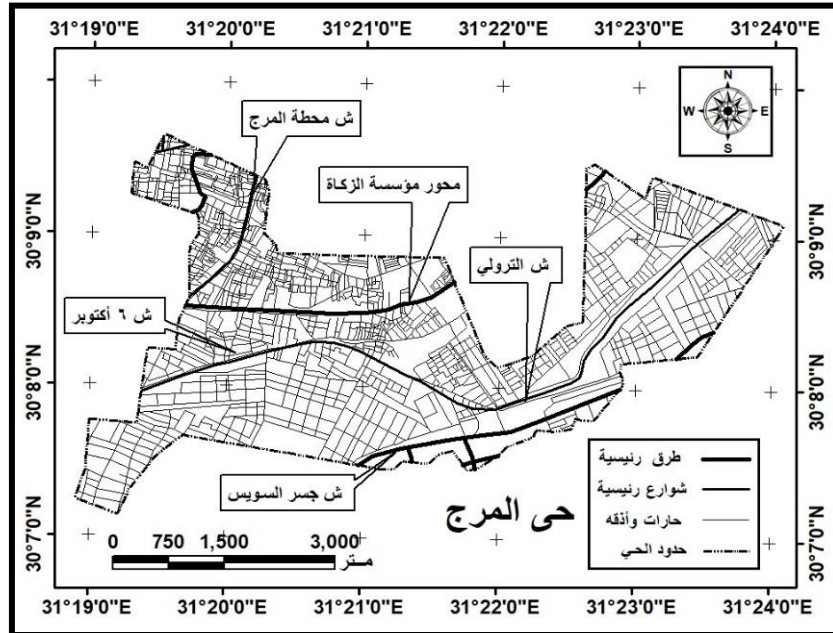 31°19'0"E 31°20'0"E 31°21'0"E 31°22'0"E 31°23'0"E 31°24'0"E
N
W E
S
ش محطة المرج
محور مؤسسة الزكاة
30°9'0"N 30°9'0"N
ش الترولي
ش ٦ أكتوبر
30°8'0"N 30°8'0"N
طرق رئيسية
شوارع رئيسية
حارات وأذقه
حدود الحي
ش جسر السويس
حى المرج
30°7'0"N 30°7'0"N
0 750 1,500 3,000
متر
31°19'0"E 31°20'0"E 31°21'0"E 31°22'0"E 31°23'0"E 31°24'0"E